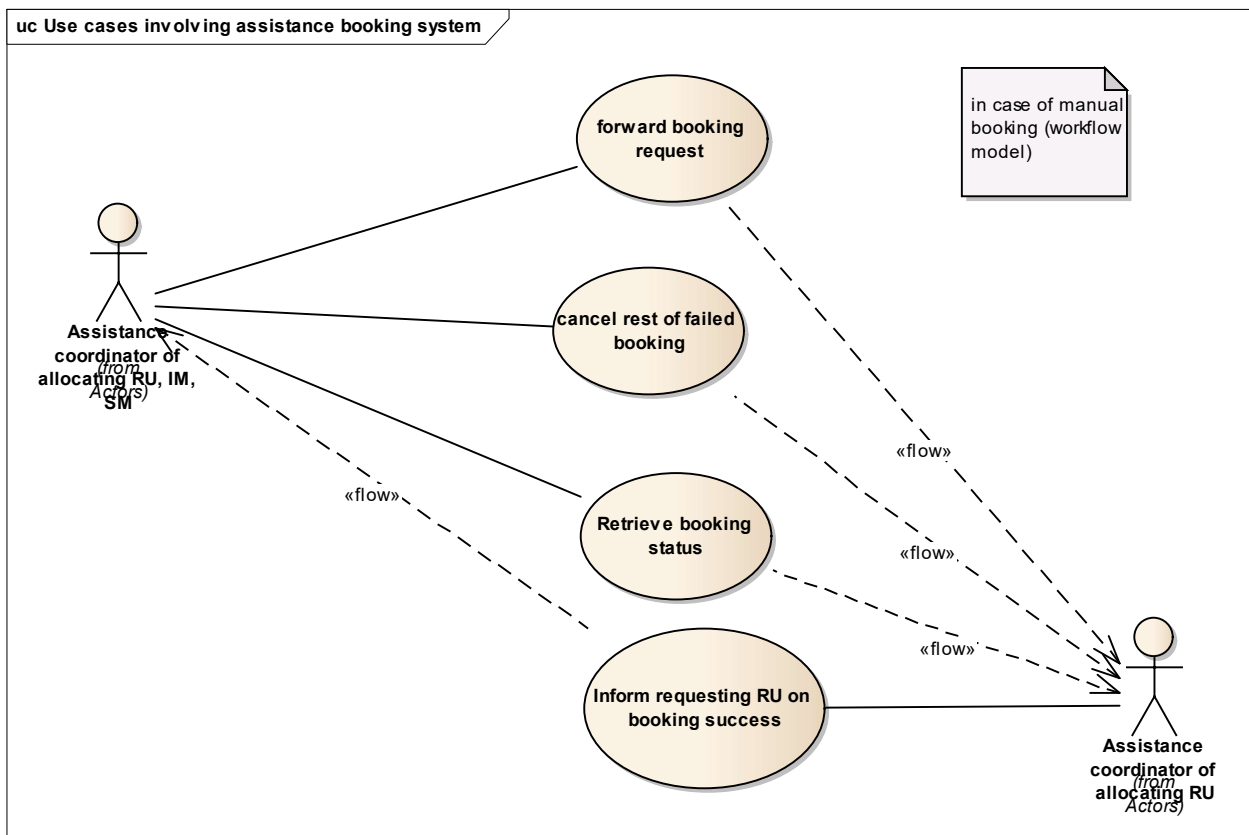 uc Use cases involving assistance booking system
in case of manual
booking (workflow
model)
forward booking
request
Assistance
coordinator of
allocating RU, IM,
SM
(from
Actors)
cancel rest of failed
booking
«flow»
«flow»
«flow»
Retrieve booking
status
«flow»
Inform requesting RU on
booking success
Assistance
coordinator of
allocating RU
(from
Actors)